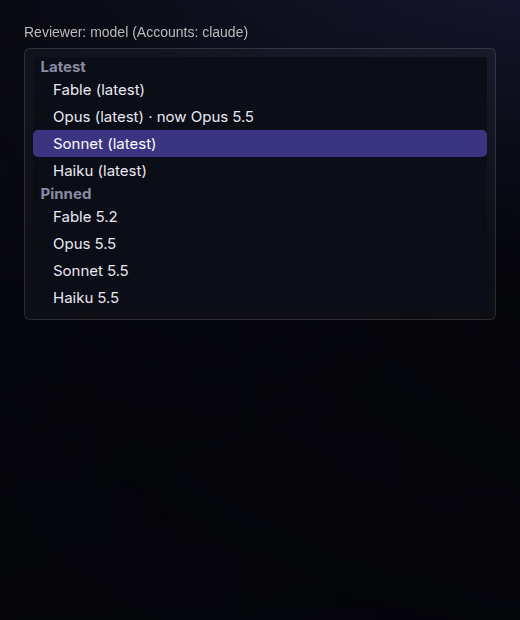 Reviewer: model (Accounts: claude)
Latest
Fable (latest)
Opus (latest) · now Opus 5.5
Sonnet (latest)
Haiku (latest)
Pinned
Fable 5.2
Opus 5.5
Sonnet 5.5
Haiku 5.5